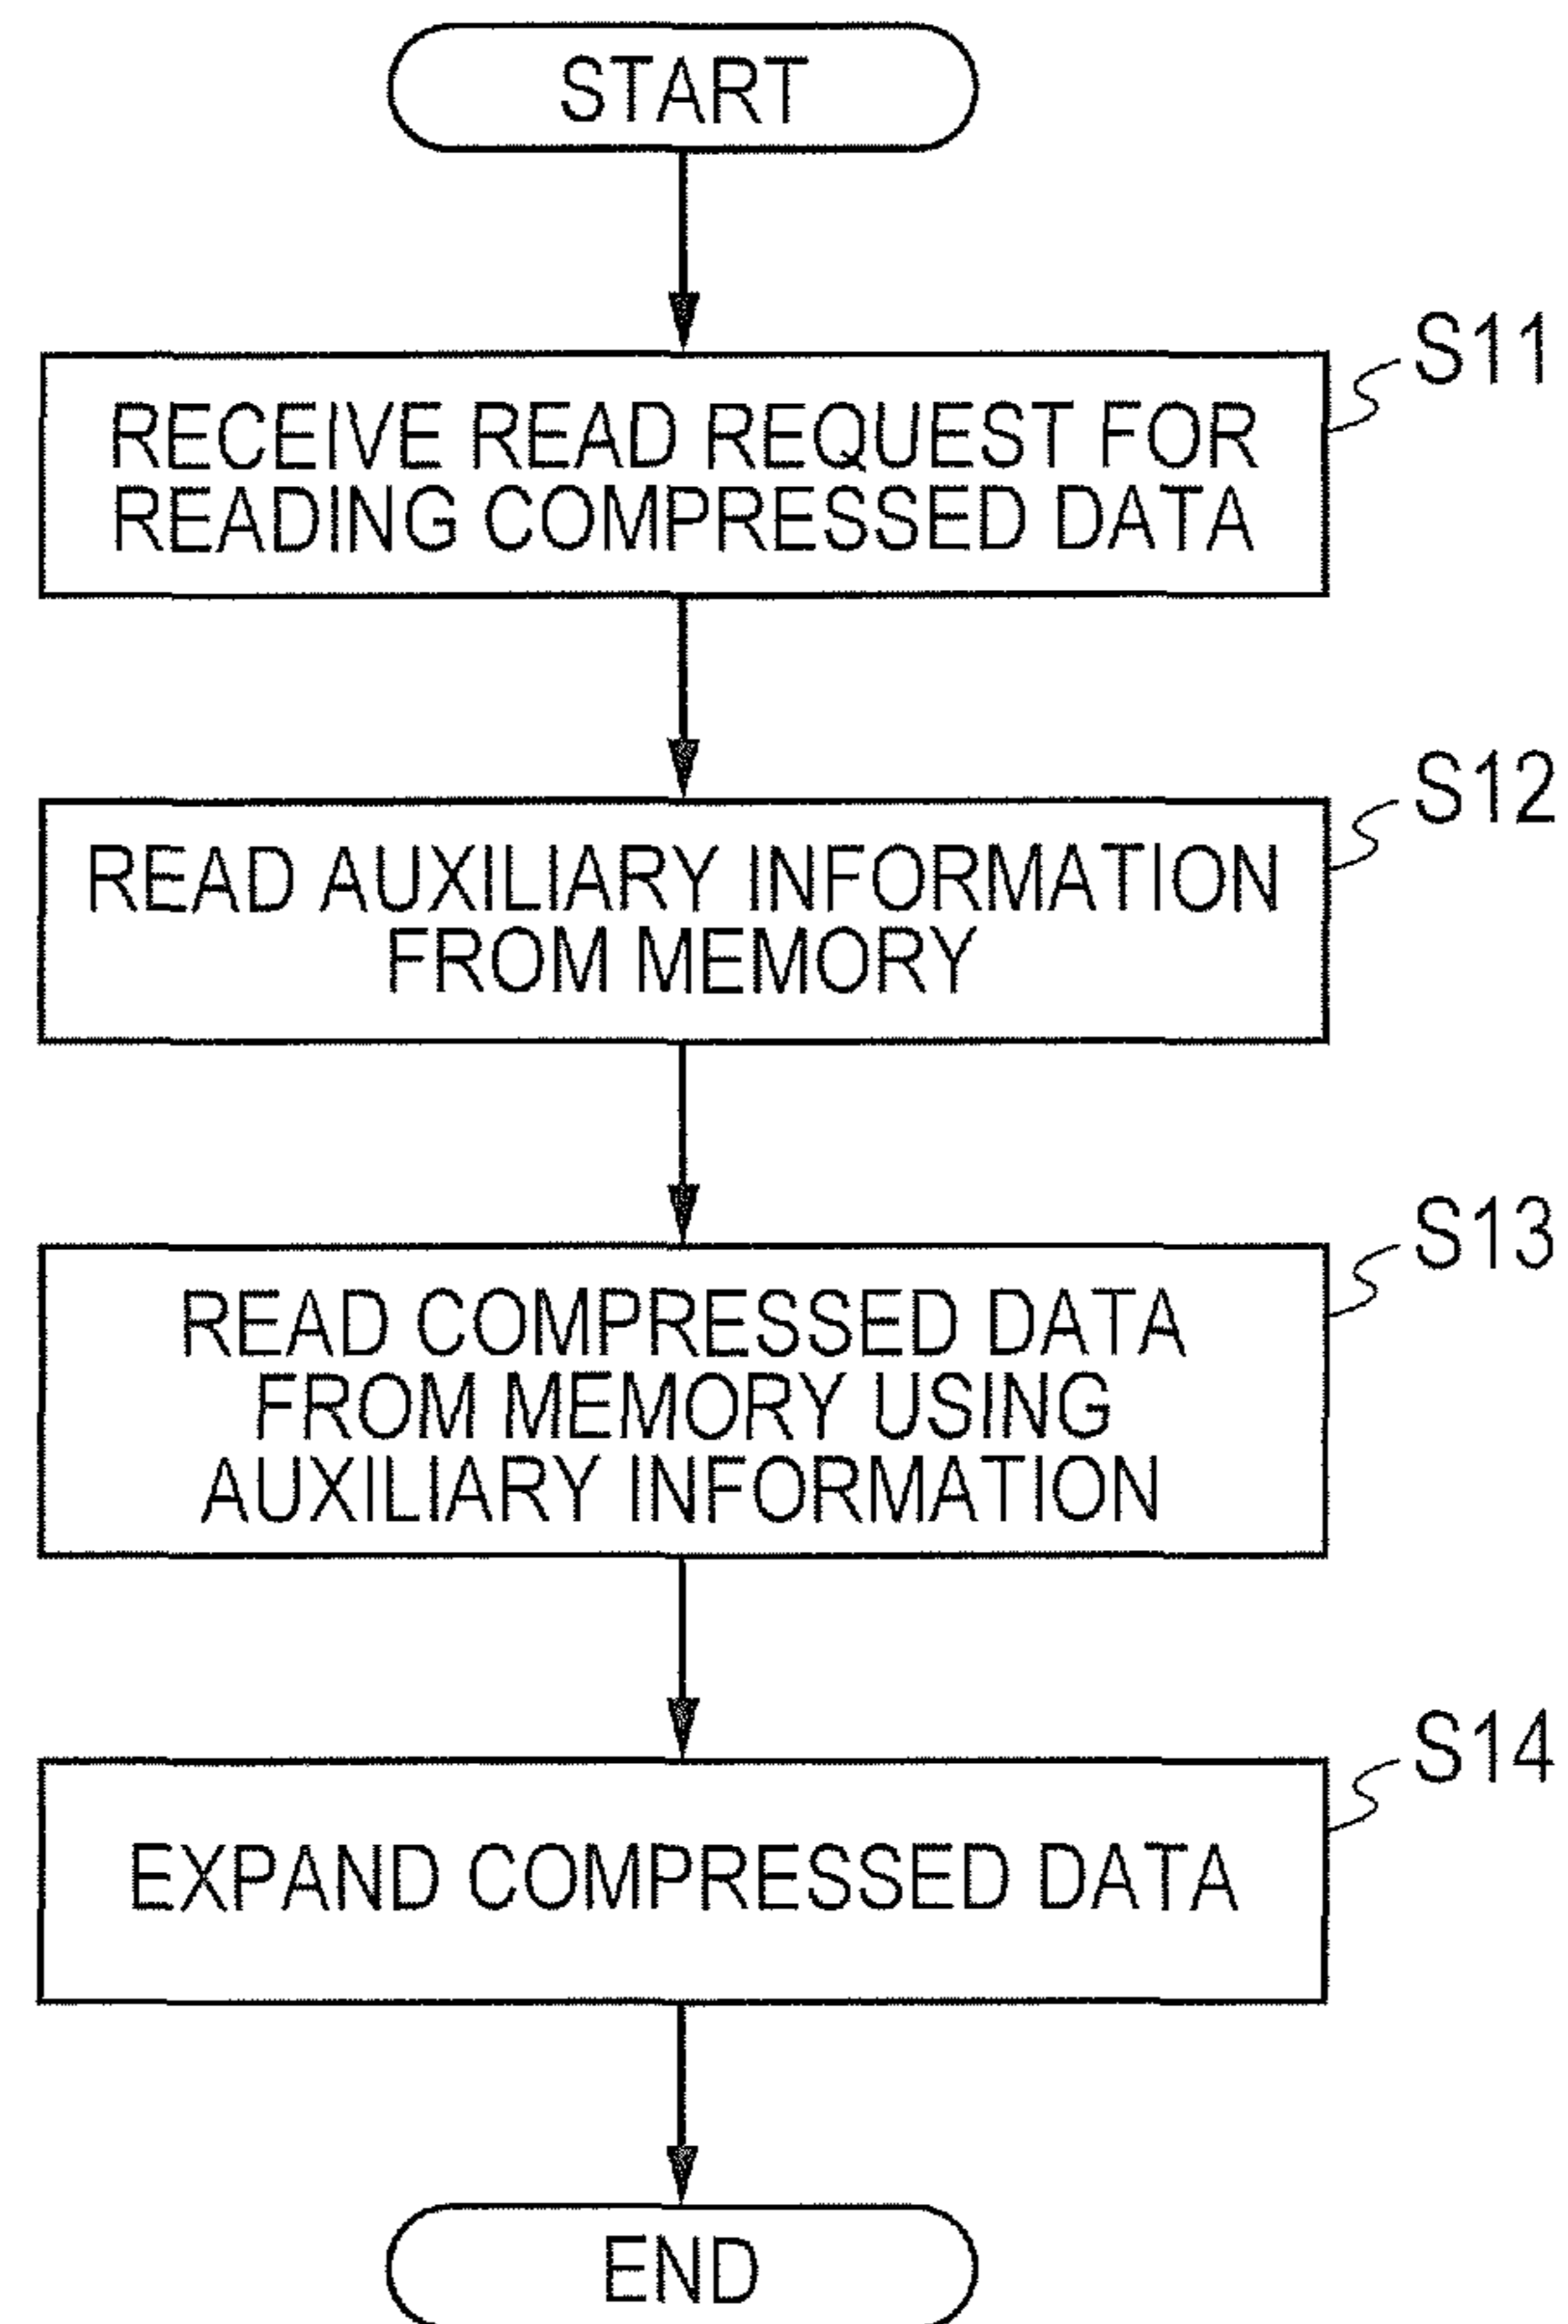 START
S11
RECEIVE READ REQUEST FOR
READING COMPRESSED DATA
S12
READ AUXILIARY INFORMATION
FROM MEMORY
S13
READ COMPRESSED DATA
FROM MEMORY USING
AUXILIARY INFORMATION
S14
EXPAND COMPRESSED DATA
END